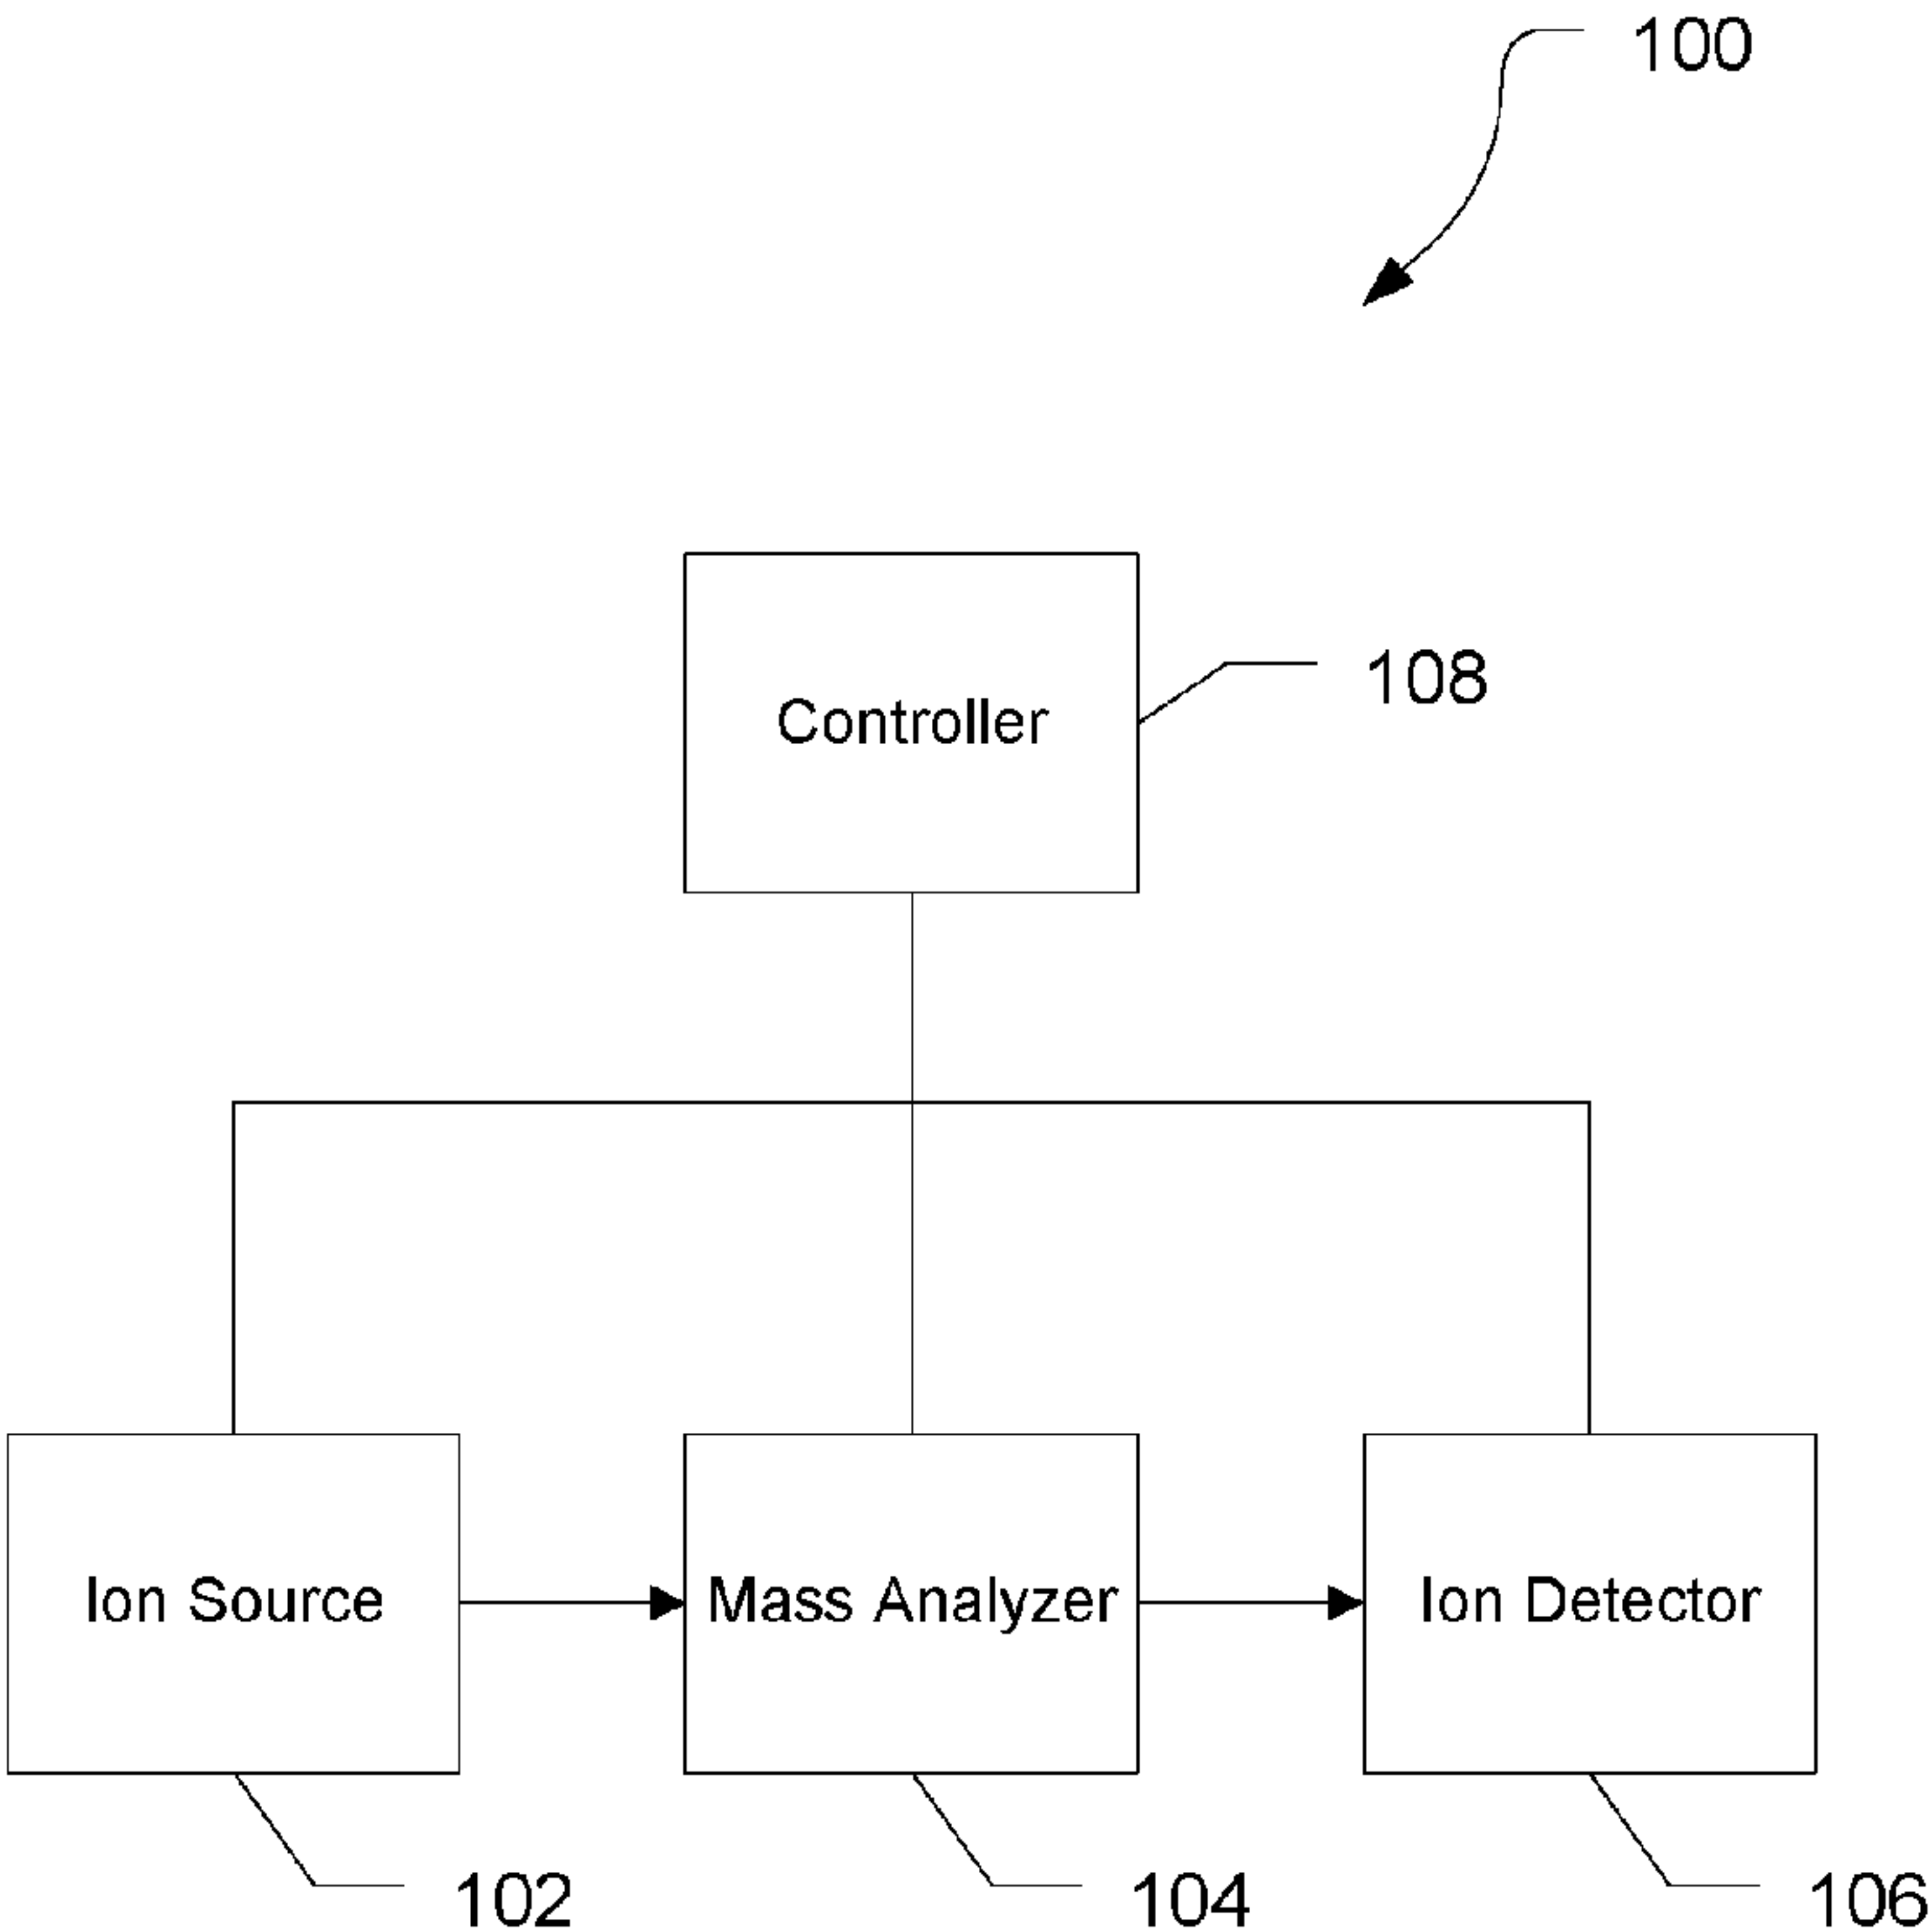 100
Controller
108
Ion Source
Mass Analyzer
Ion Detector
102
104
106